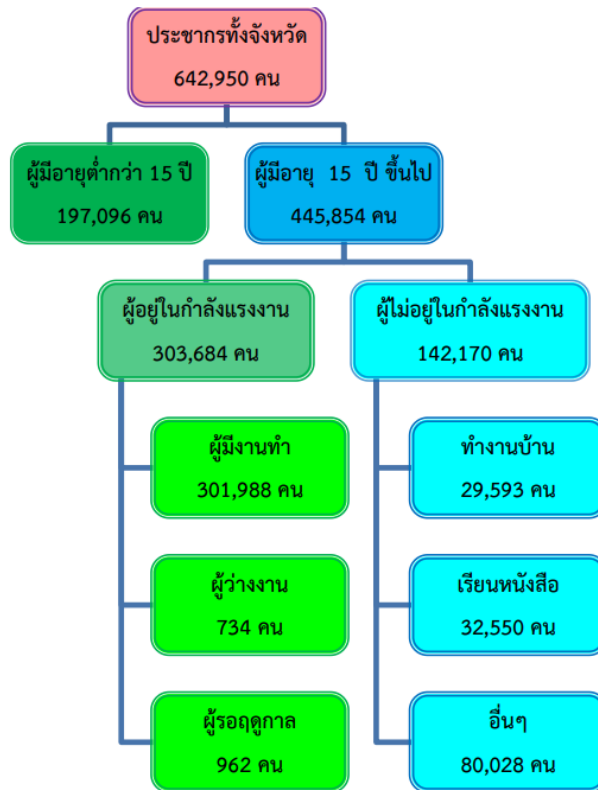 ประชากรทั้งจังหวัด
642,950 คน
ผู้มีอายุต่ำกว่า 15 ปี
197,096 คน
ผู้มีอายุ 15 ปี ขึ้นไป
445,854 คน
ผู้อยู่ในกำลังแรงงาน
303,684 คน
ผู้ไม่อยู่ในกำลังแรงงาน
142,170 คน
ผู้มีงานทำ
301,988 คน
ทำงานบ้าน
29,593 คน
ผู้ว่างงาน
734 คน
เรียนหนังสือ
32,550 คน
ผู้รอฤดูกาล
962 คน
อื่นๆ
80,028 คน